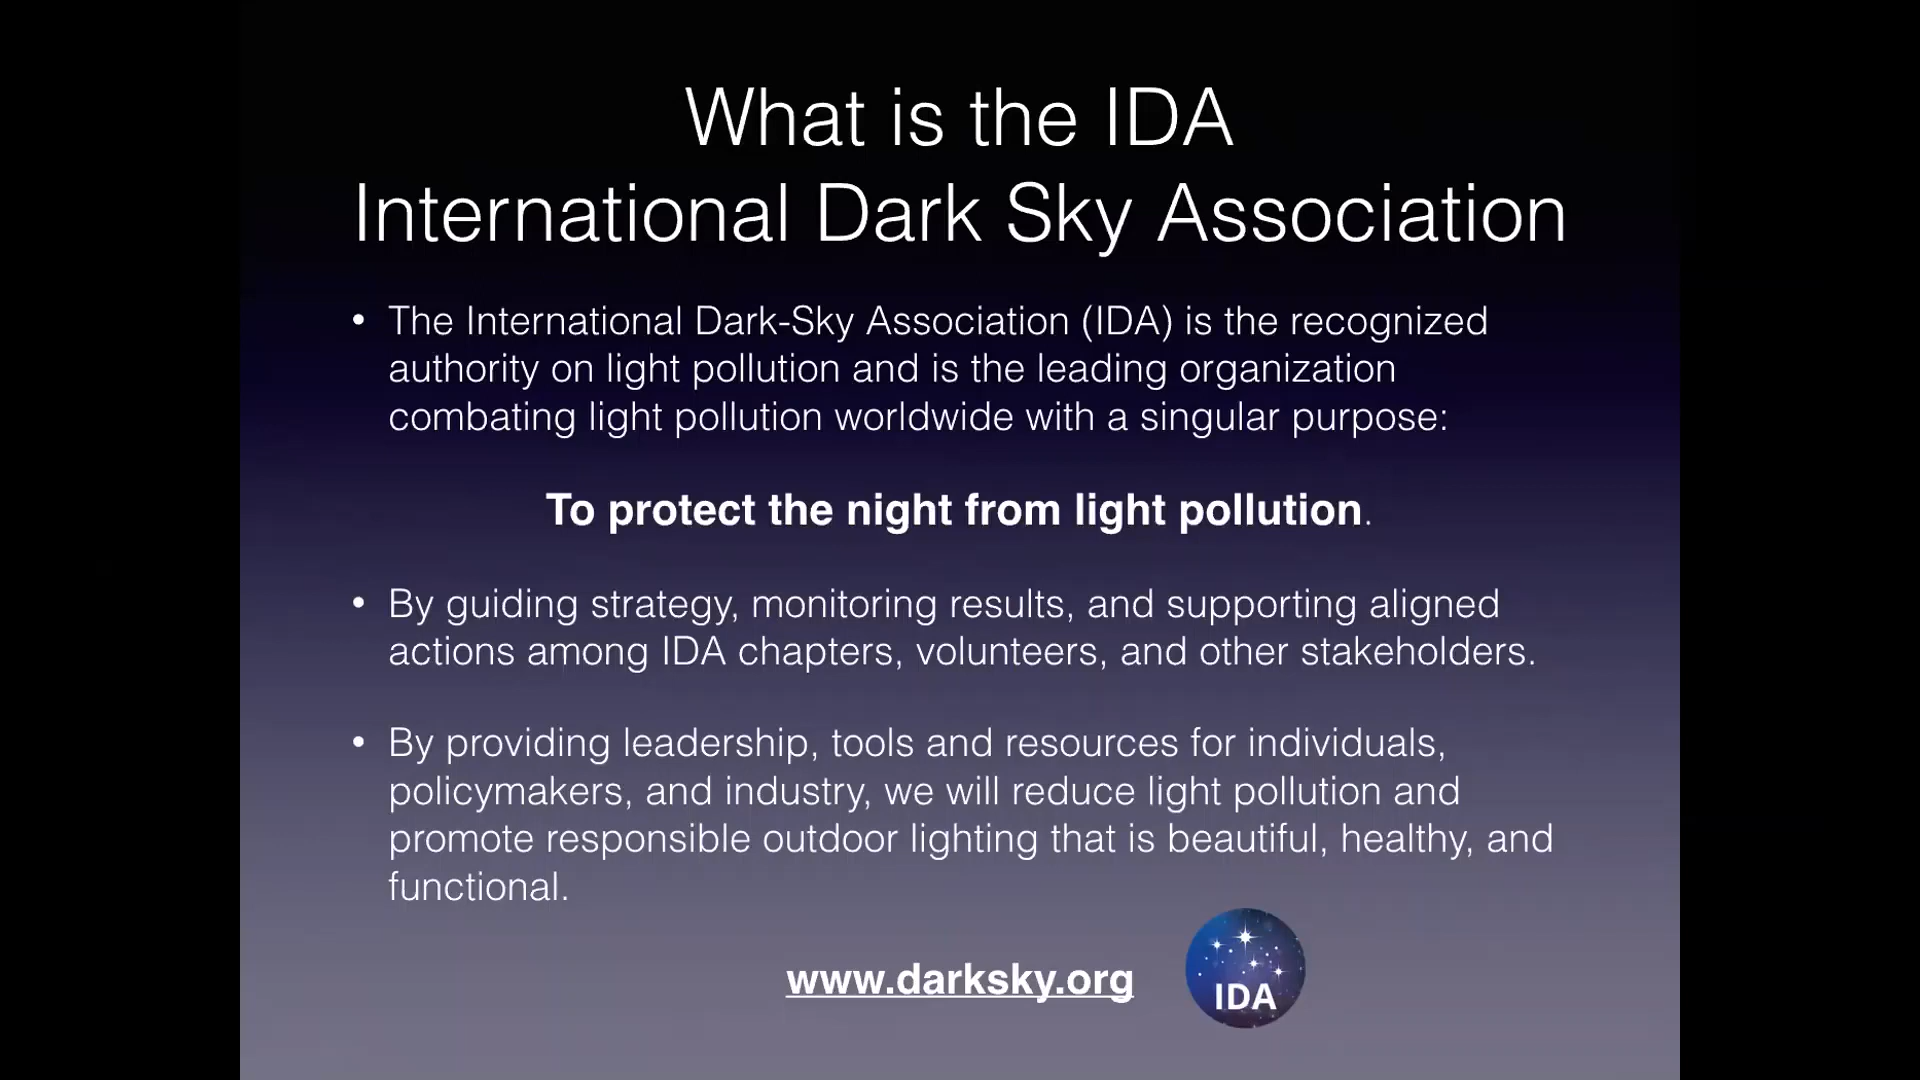 What is the IDA
International Dark Sky Association
• The International Dark-Sky Association (IDA) is the recognized
authority on light pollution and is the leading organization
combating light pollution worldwide with a singular purpose:
To protect the night from light pollution.
• By guiding strategy, monitoring results, and supporting aligned
actions among IDA chapters, volunteers, and other stakeholders.
• By providing leadership, tools and resources for individuals,
policymakers, and industry, we will reduce light pollution and
promote responsible outdoor lighting that is beautiful, healthy, and
functional.
www.darksky.org
IDA